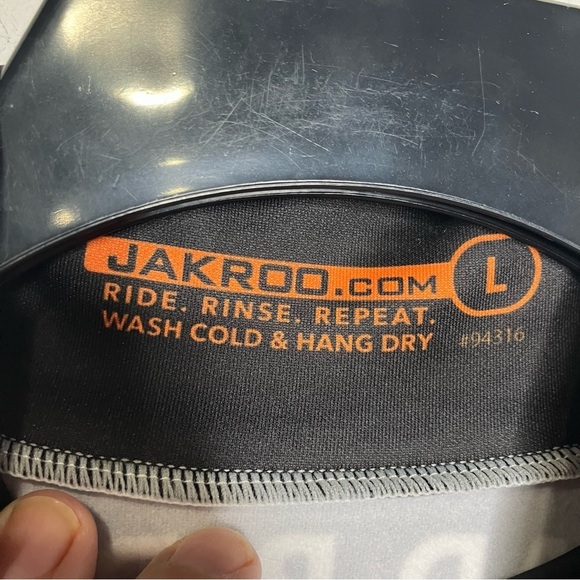 JAKROO.COM L
RIDE. RINSE. REPEAT.
WASH COLD & HANG DRY #94316